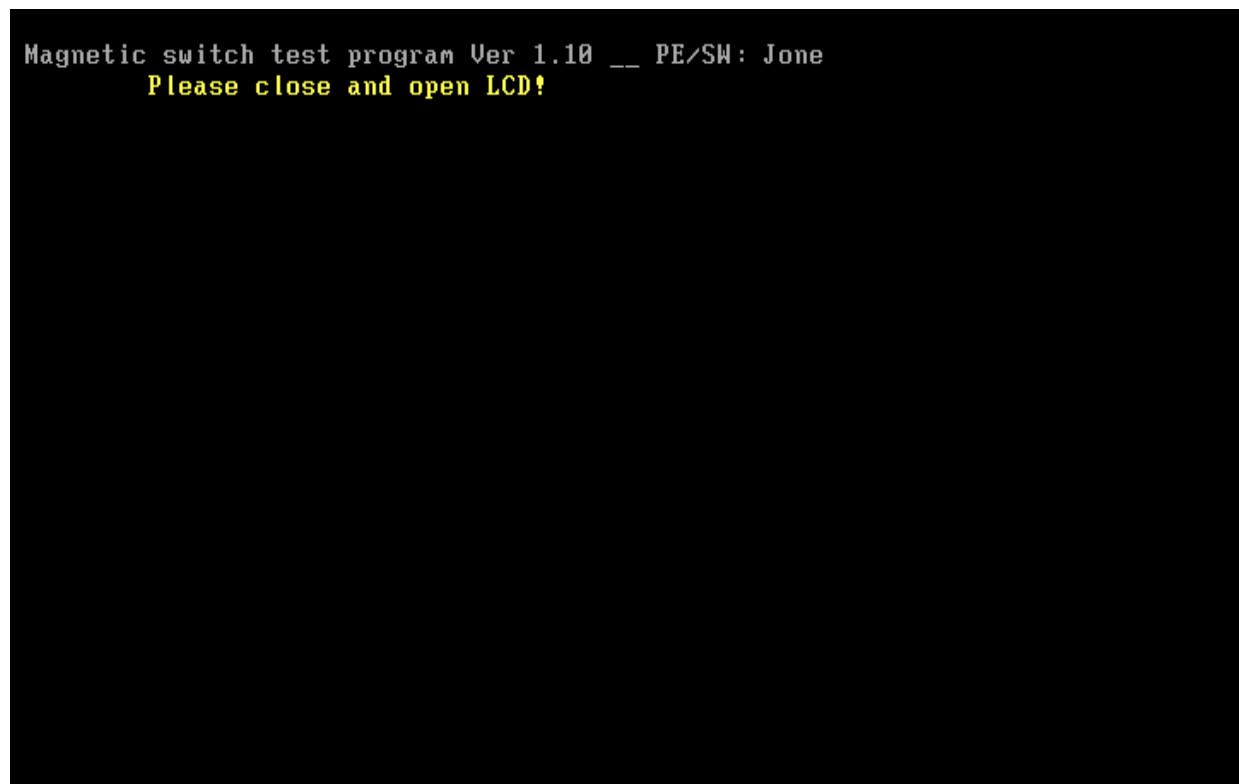 Magnetic switch test program Ver 1.10 __ PE/SW: Jone
Please close and open LCD!